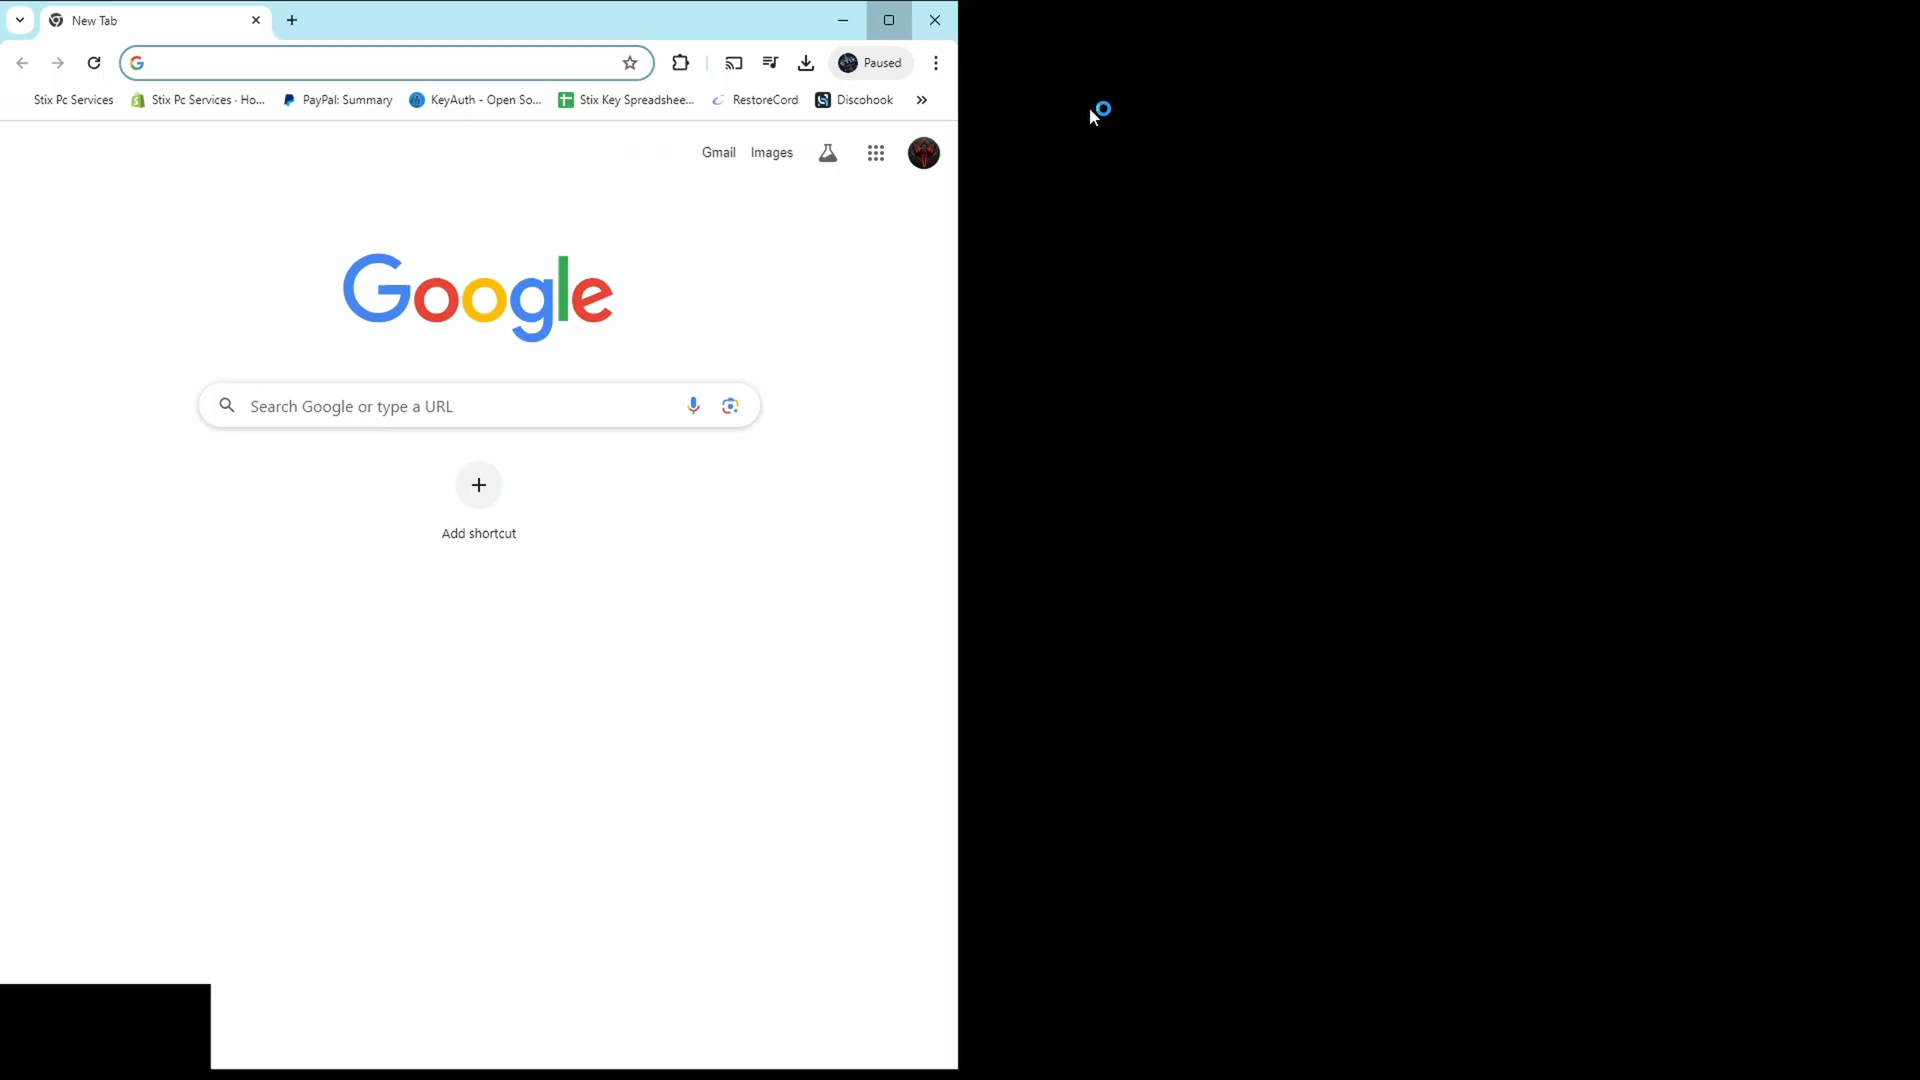 New Tab
Paused
Stix Pc Services
Stix Pc Services · Ho...
PayPal: Summary
KeyAuth - Open So...
Stix Key Spreadshee...
RestoreCord
Discohook
Gmail
Images
Google
Search Google or type a URL
Add shortcut